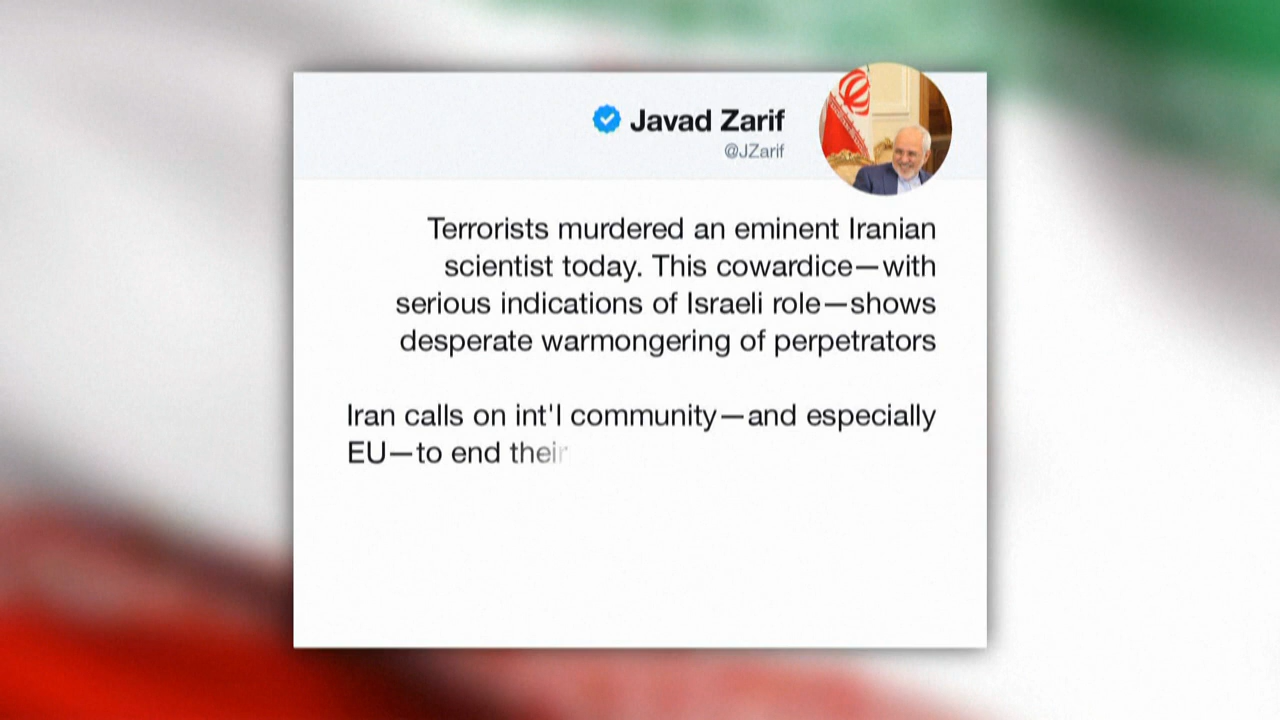 Javad Zarif
@JZarif
Terrorists murdered an eminent Iranian
scientist today. This cowardice—with
serious indications of Israeli role—shows
desperate warmongering of perpetrators
Iran calls on int'l community—and especially
EU—to end their